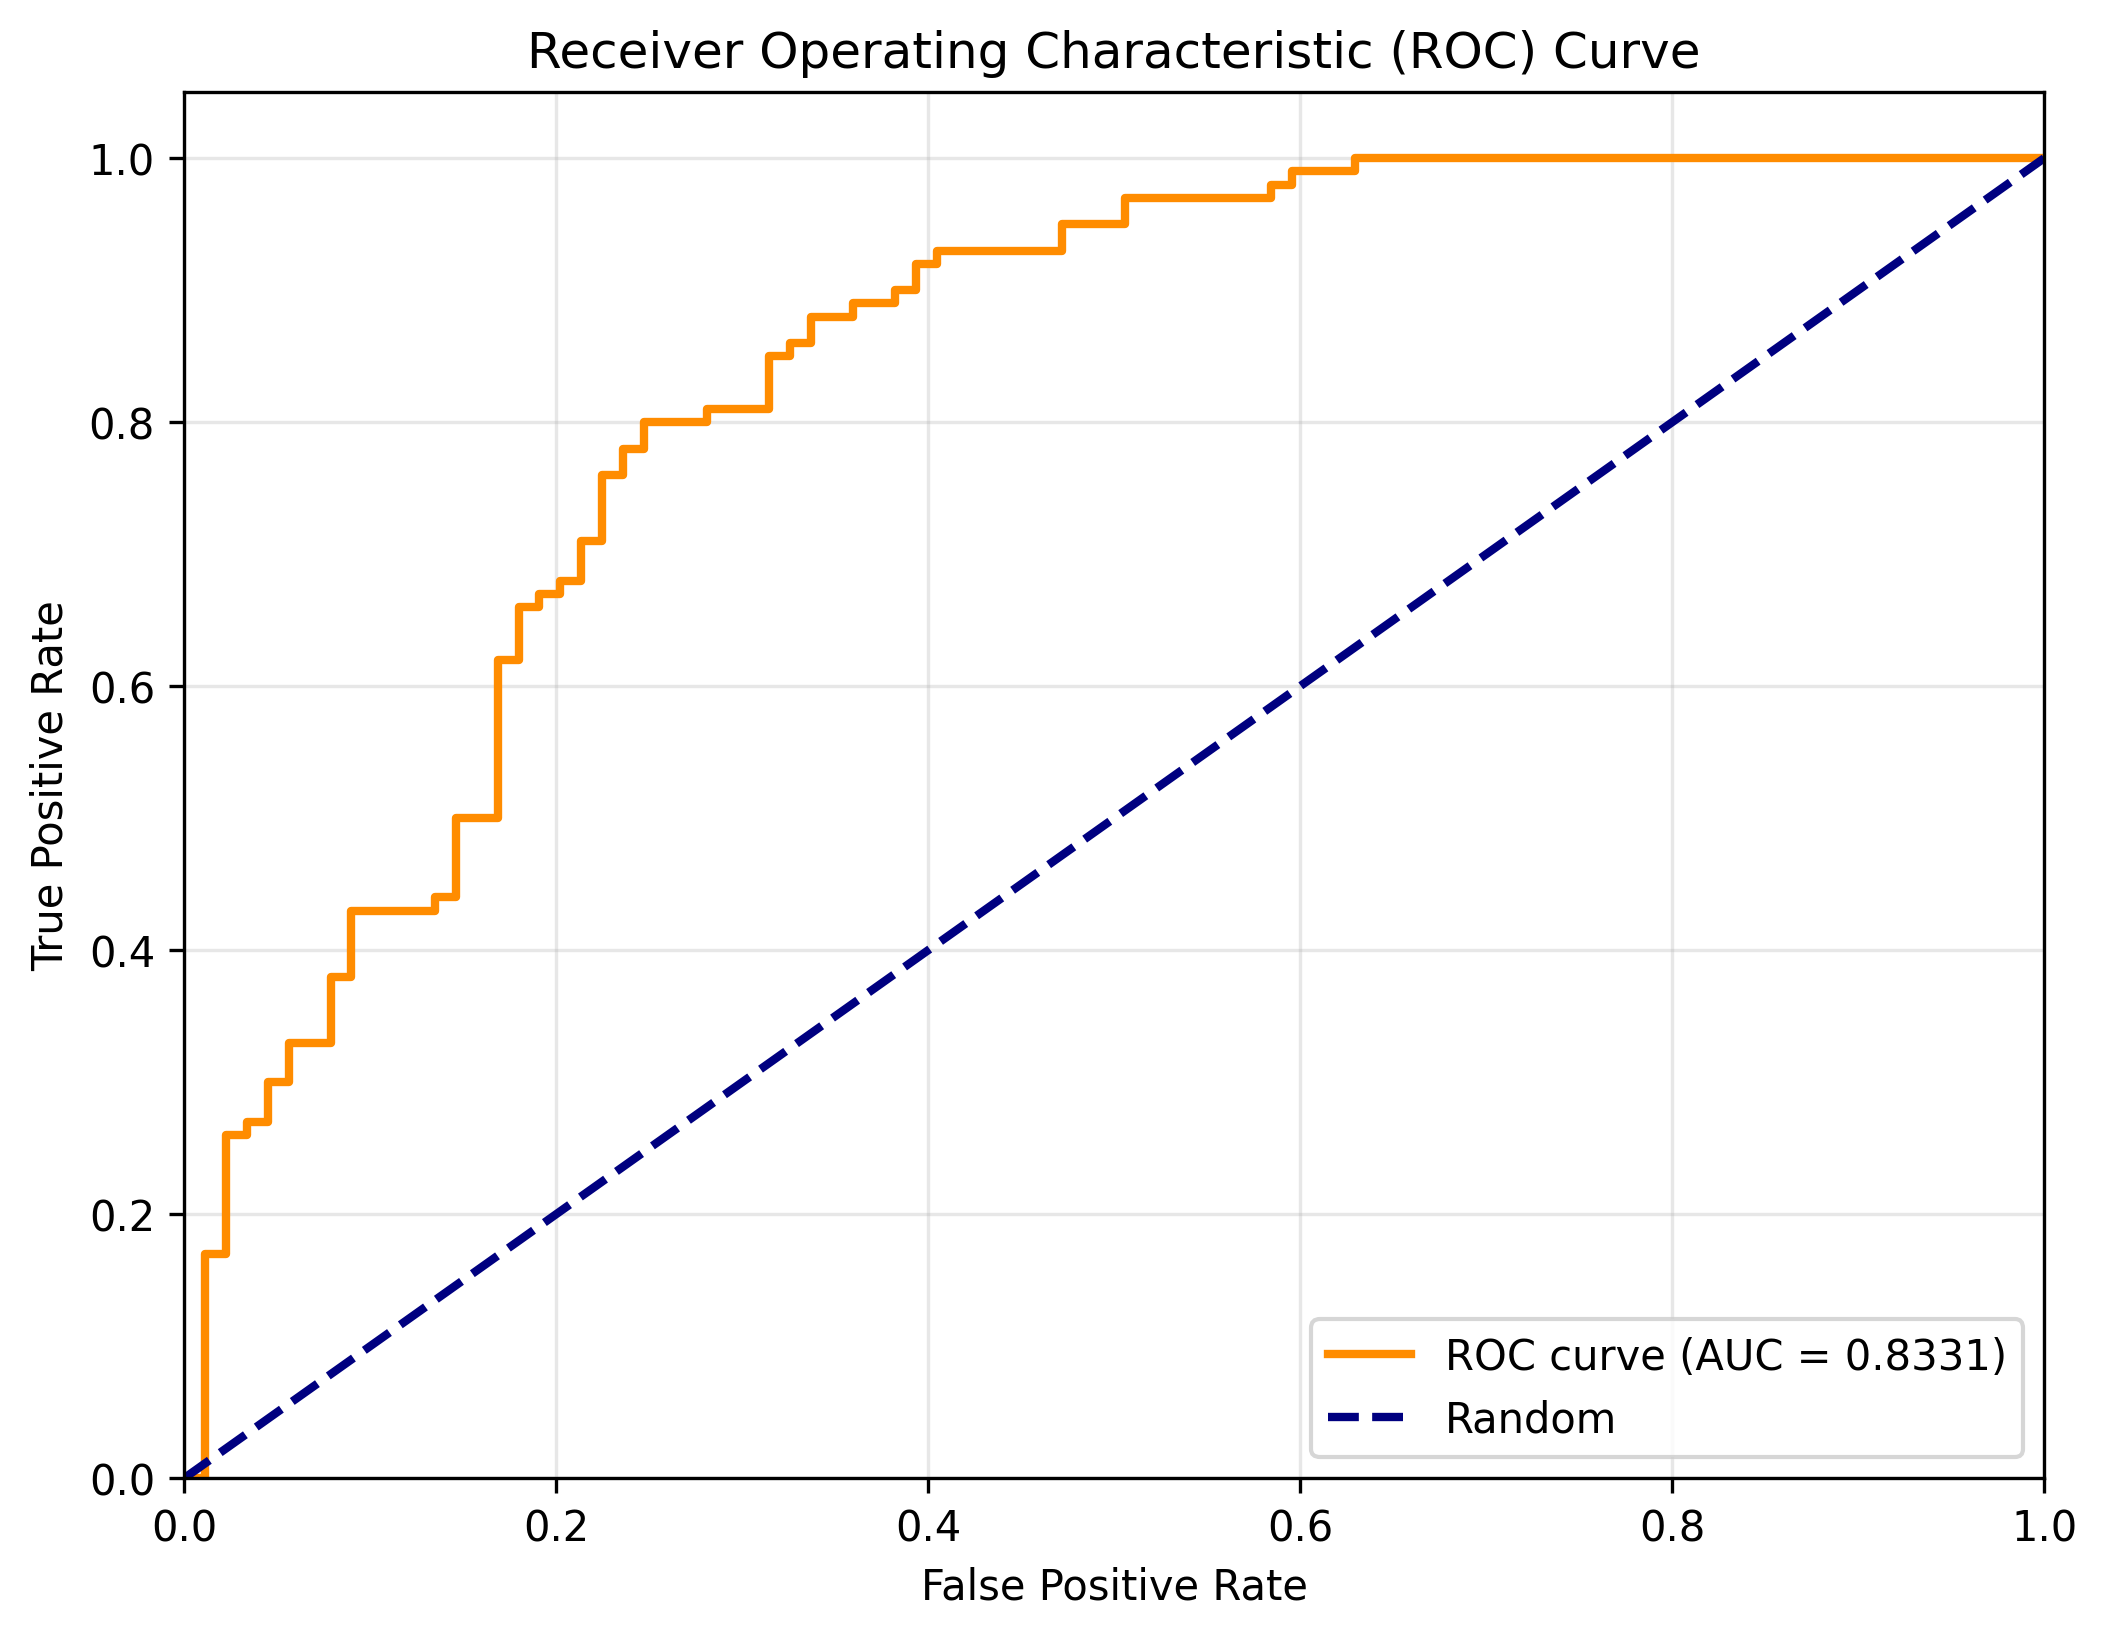 Receiver Operating Characteristic (ROC) Curve
1.0
0.8
0.6
0.4
0.2
0.0
True Positive Rate
0.0 0.2 0.4 0.6 0.8 1.0
False Positive Rate
ROC curve (AUC = 0.8331)
Random